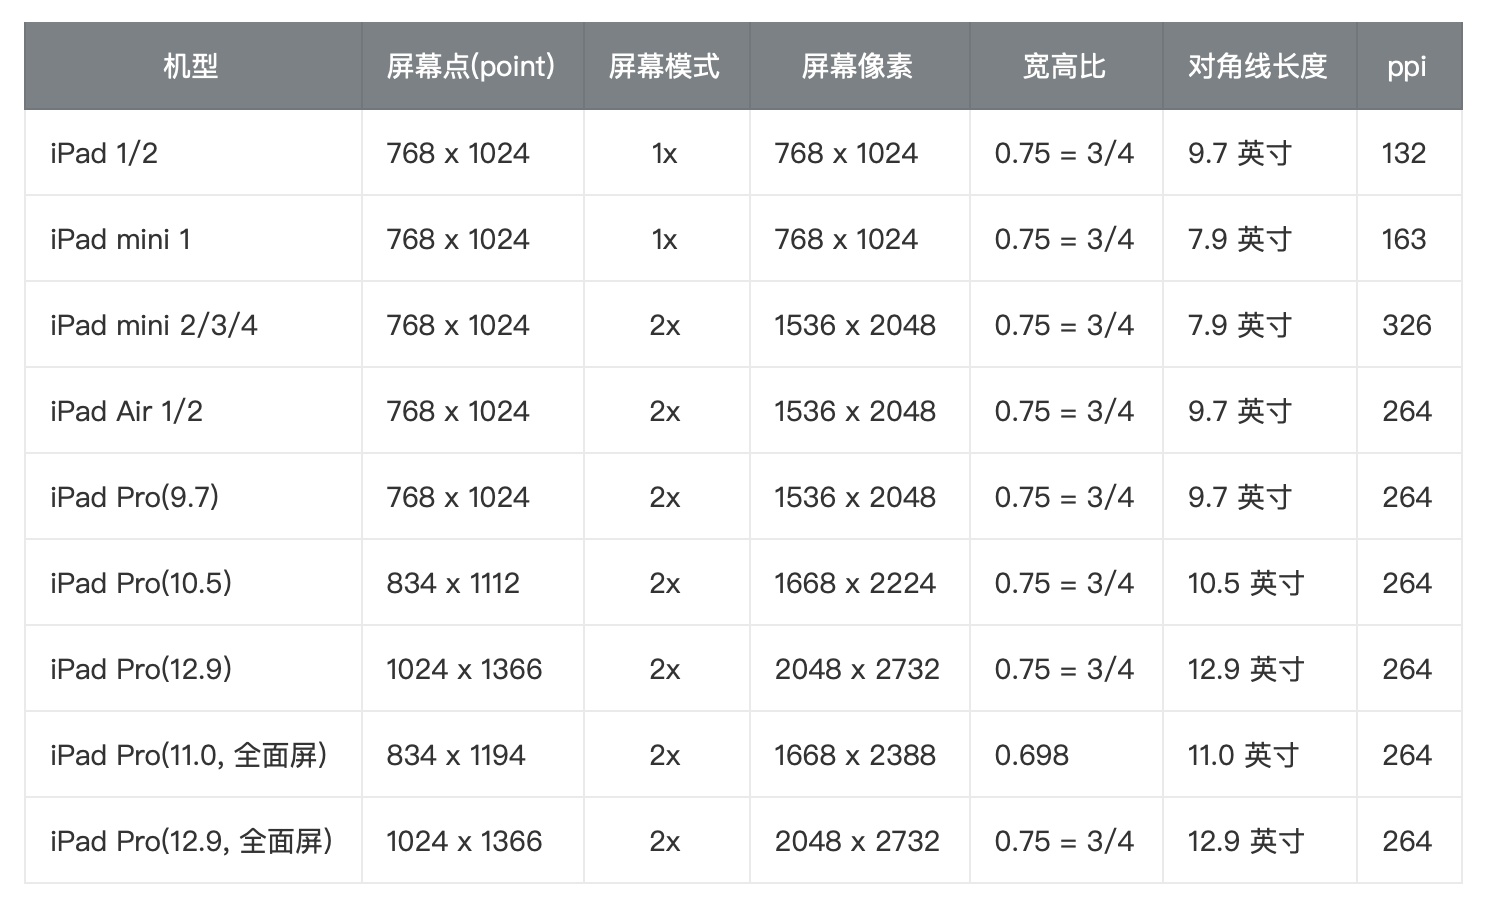 机型 屏幕点(point) 屏幕模式 屏幕像素 宽高比 对角线长度 ppi
iPad 1/2 768 x 1024 1x 768 x 1024 0.75 = 3/4 9.7 英寸 132
iPad mini 1 768 x 1024 1x 768 x 1024 0.75 = 3/4 7.9 英寸 163
iPad mini 2/3/4 768 x 1024 2x 1536 x 2048 0.75 = 3/4 7.9 英寸 326
iPad Air 1/2 768 x 1024 2x 1536 x 2048 0.75 = 3/4 9.7 英寸 264
iPad Pro(9.7) 768 x 1024 2x 1536 x 2048 0.75 = 3/4 9.7 英寸 264
iPad Pro(10.5) 834 x 1112 2x 1668 x 2224 0.75 = 3/4 10.5 英寸 264
iPad Pro(12.9) 1024 x 1366 2x 2048 x 2732 0.75 = 3/4 12.9 英寸 264
iPad Pro(11.0, 全面屏) 834 x 1194 2x 1668 x 2388 0.698 11.0 英寸 264
iPad Pro(12.9, 全面屏) 1024 x 1366 2x 2048 x 2732 0.75 = 3/4 12.9 英寸 264